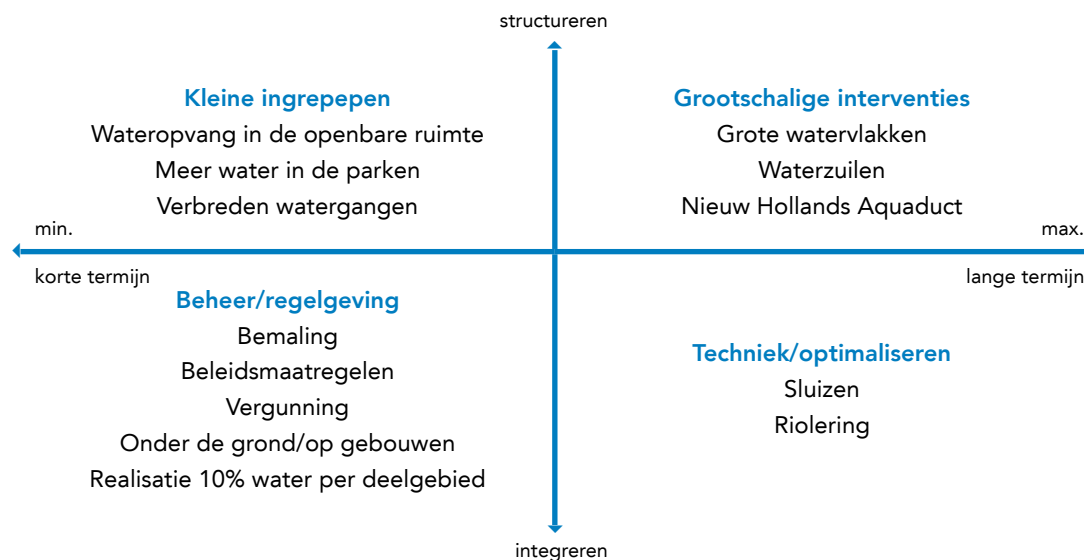 structureren
Kleine ingrepepen
Wateropvang in de openbare ruimte
Meer water in de parken
Verbreden watergangen
Grootschalige interventies
Grote watervlakken
Waterzuilen
Nieuw Hollands Aquaduct
min.
max.
korte termijn
lange termijn
Beheer/regelgeving
Bemaling
Beleidsmaatregelen
Vergunning
Onder de grond/op gebouwen
Realisatie 10% water per deelgebied
Techniek/optimaliseren
Sluizen
Riolering
integreren